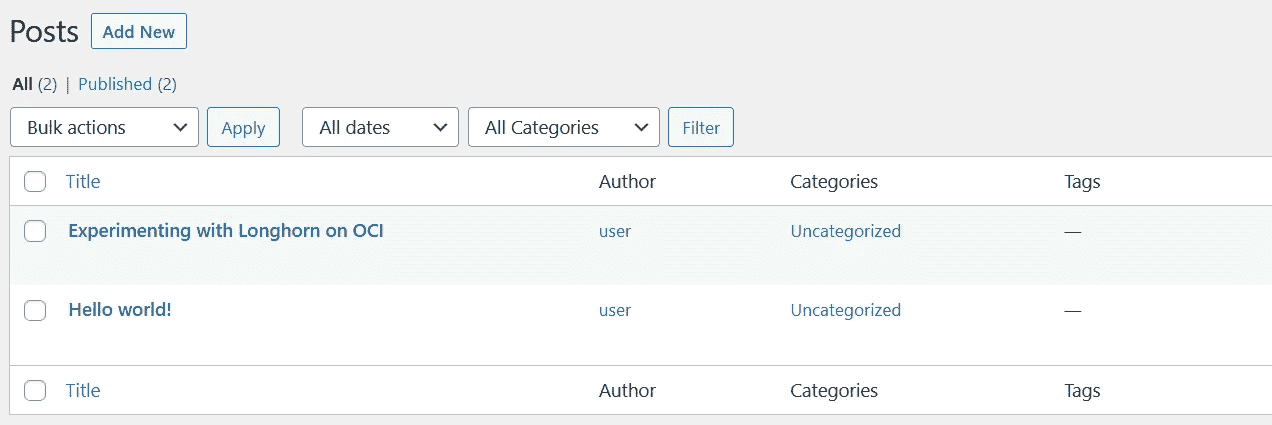 Posts Add New
All (2) | Published (2)
Bulk actions Apply All dates All Categories Filter
Title Author Categories Tags
Experimenting with Longhorn on OCI user Uncategorized —
Hello world! user Uncategorized —
Title Author Categories Tags